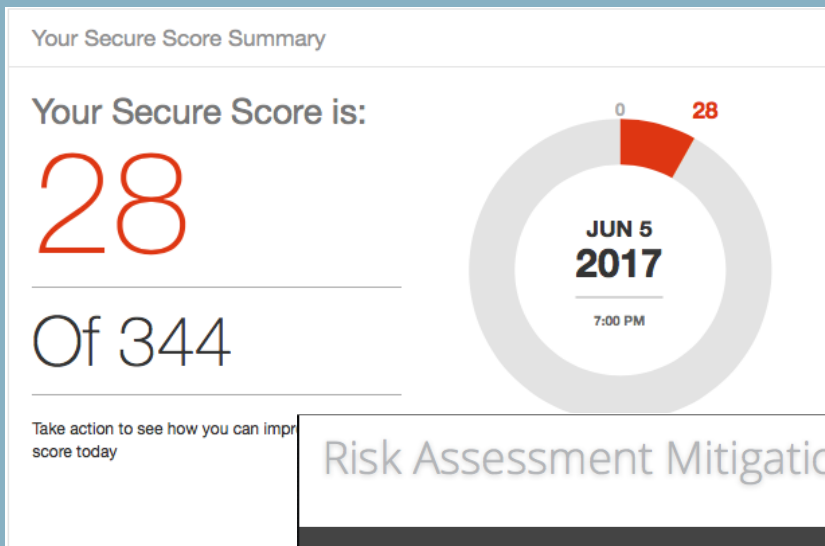 Your Secure Score Summary
Your Secure Score is:
28
Of 344
Take action to see how you can impr
score today
0
28
JUN 5
2017
7:00 PM
Risk Assessment Mitigatio